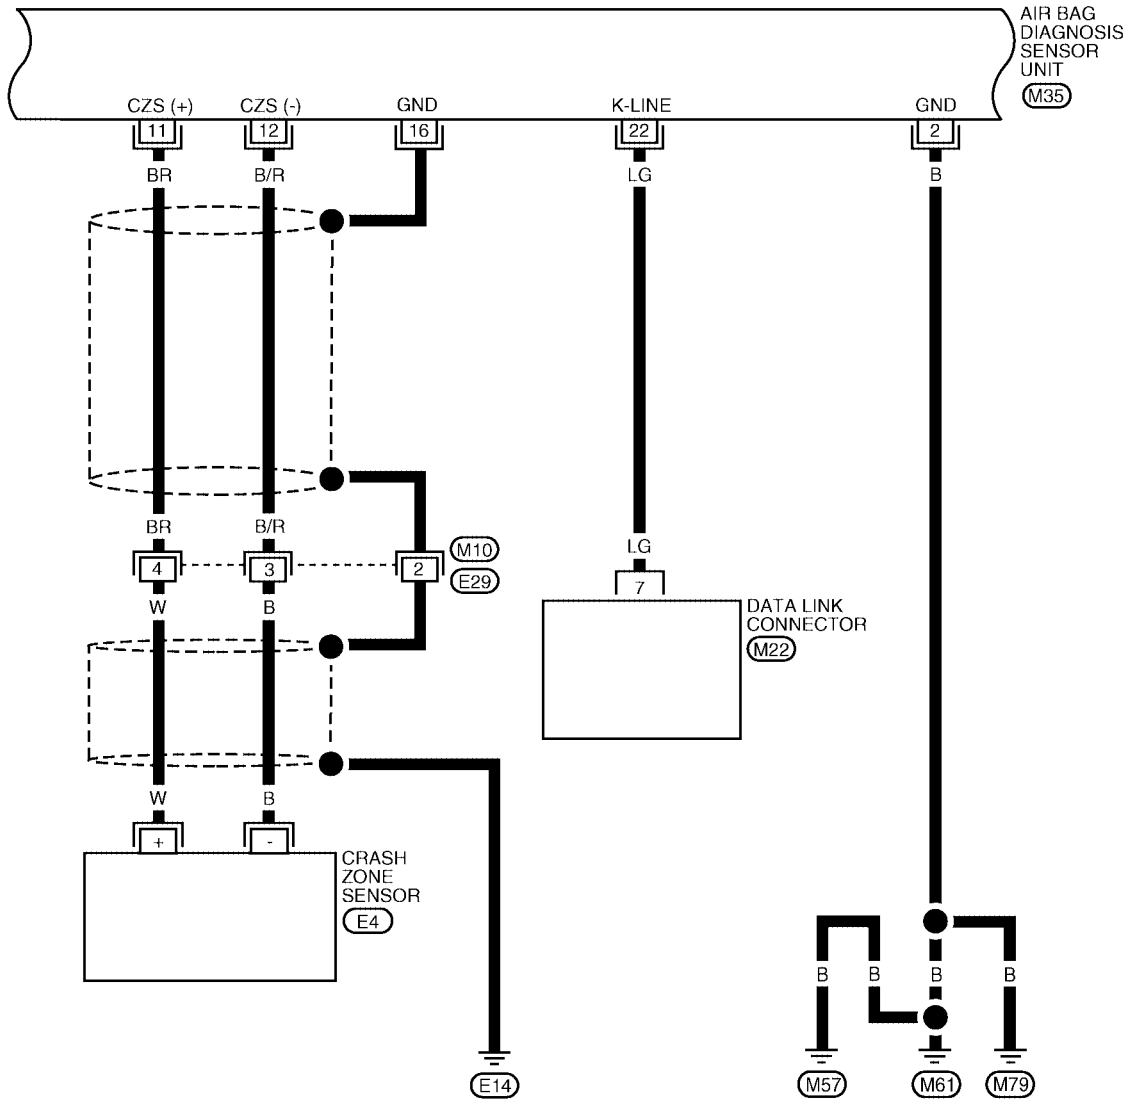 AIR BAG
DIAGNOSIS
SENSOR
UNIT
M35
CZS (+) CZS (-) GND K-LINE GND
11 12 16 22 2
BR B/R LG B
BR B/R LG
4 3 2 M10
E29
7
W B
DATA LINK
CONNECTOR
M22
W B
+ -
CRASH
ZONE
SENSOR
E4
B B B B
E14 M57 M61 M79